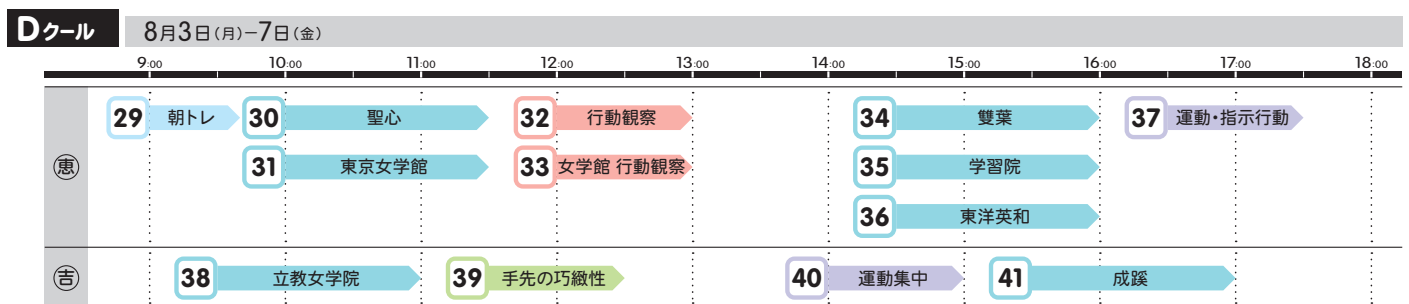 Dクール 8月3日(月)−7日(金)
9:00 10:00 11:00 12:00 13:00 14:00 15:00 16:00 17:00 18:00
恵
29 朝トレ 30 聖心 32 行動観察 34 雙葉 37 運動・指示行動
31 東京女学館 33 女学館 行動観察 35 学習院
36 東洋英和
吉 38 立教女学院 39 手先の巧緻性 40 運動集中 41 成蹊